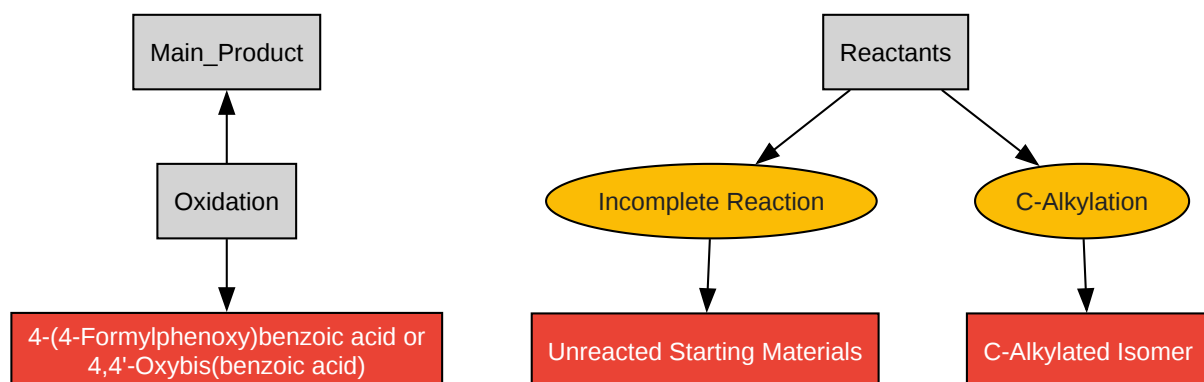 Main_Product
Reactants
Oxidation
Incomplete Reaction
C-Alkylation
4-(4-Formylphenoxy)benzoic acid or
4,4'-Oxybis(benzoic acid)
Unreacted Starting Materials
C-Alkylated Isomer